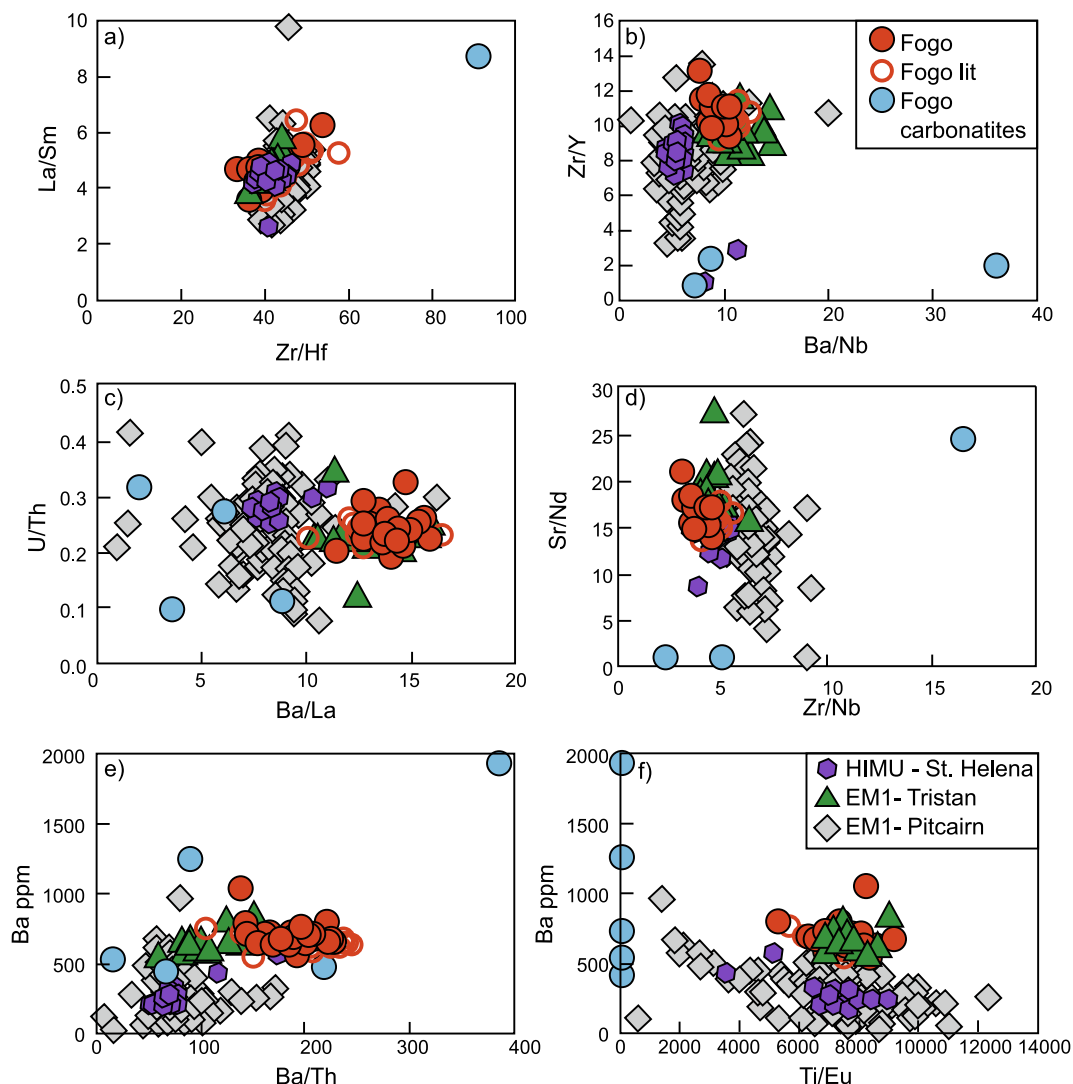 a)
10
8
6
4
2
0
La/Sm
0
20
40
60
80
100
Zr/Hf
b)
16
14
12
10
8
6
4
2
0
Zr/Y
0
10
20
30
40
Ba/Nb
Fogo
Fogo lit
Fogo
carbonatites
c)
0.5
0.4
0.3
0.2
0.1
0.0
U/Th
0
5
10
15
20
Ba/La
d)
30
25
20
15
10
5
0
Sr/Nd
0
5
10
15
20
Zr/Nb
e)
2000
1500
1000
500
0
Ba ppm
0
100
200
300
400
Ba/Th
f)
2000
1500
1000
500
0
Ba ppm
0
2000
4000
6000
8000
10000
12000
14000
Ti/Eu
HIMU - St. Helena
EM1- Tristan
EM1- Pitcairn